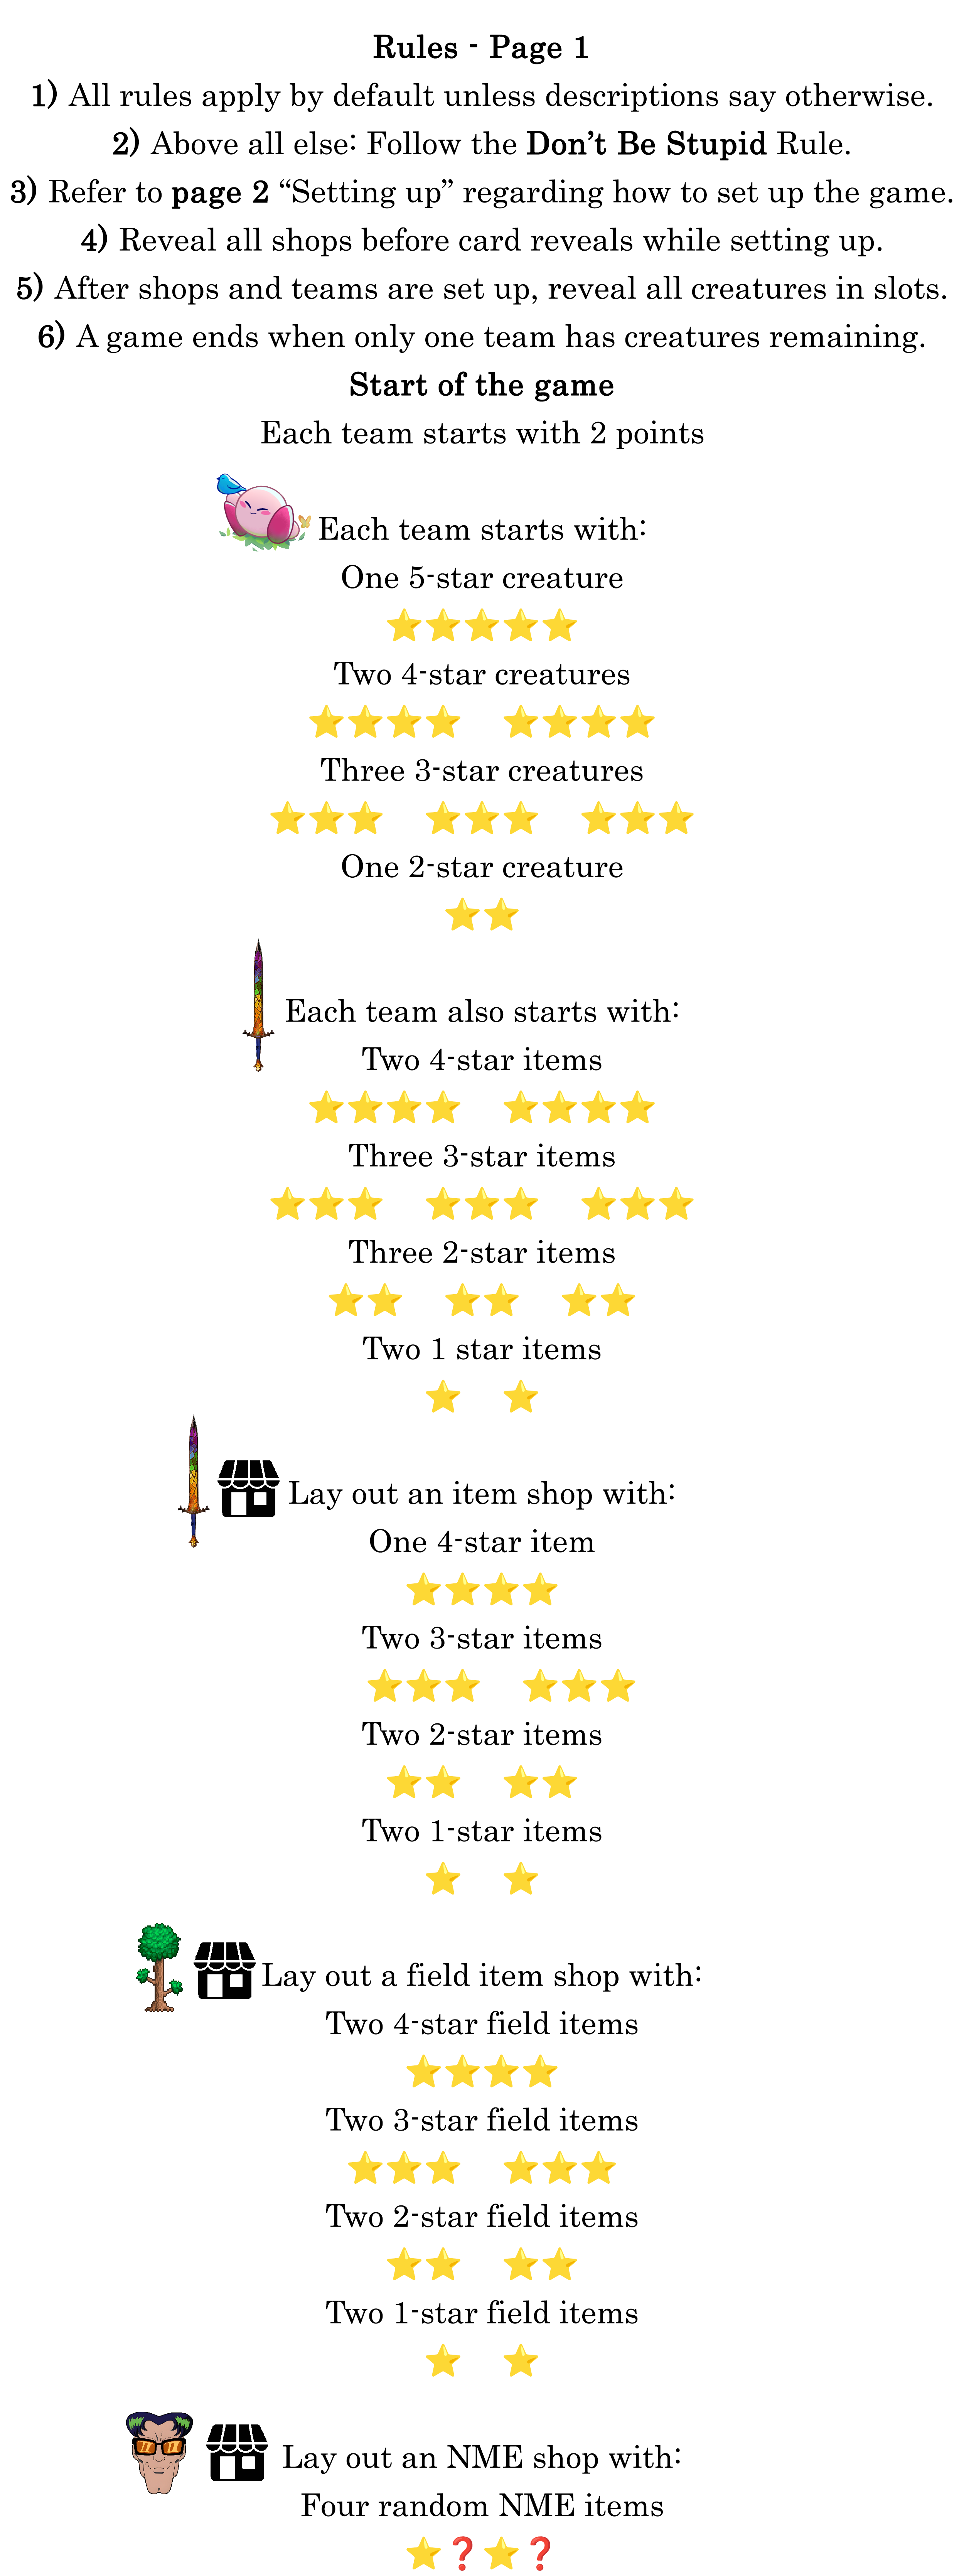 Rules - Page 1
1) All rules apply by default unless descriptions say otherwise.
2) Above all else: Follow the Don’t Be Stupid Rule.
3) Refer to page 2 “Setting up” regarding how to set up the game.
4) Reveal all shops before card reveals while setting up.
5) After shops and teams are set up, reveal all creatures in slots.
6) A game ends when only one team has creatures remaining.
Start of the game
Each team starts with 2 points
Each team starts with:
One 5-star creature
⭐⭐⭐⭐⭐
Two 4-star creatures
⭐⭐⭐⭐ ⭐⭐⭐⭐
Three 3-star creatures
⭐⭐⭐ ⭐⭐⭐ ⭐⭐⭐
One 2-star creature
⭐⭐
Each team also starts with:
Two 4-star items
⭐⭐⭐⭐ ⭐⭐⭐⭐
Three 3-star items
⭐⭐⭐ ⭐⭐⭐ ⭐⭐⭐
Three 2-star items
⭐⭐ ⭐⭐ ⭐⭐
Two 1 star items
⭐ ⭐
Lay out an item shop with:
One 4-star item
⭐⭐⭐⭐
Two 3-star items
⭐⭐⭐ ⭐⭐⭐
Two 2-star items
⭐⭐ ⭐⭐
Two 1-star items
⭐ ⭐
Lay out a field item shop with:
Two 4-star field items
⭐⭐⭐⭐
Two 3-star field items
⭐⭐⭐ ⭐⭐⭐
Two 2-star field items
⭐⭐ ⭐⭐
Two 1-star field items
⭐ ⭐
Lay out an NME shop with:
Four random NME items
⭐❓⭐❓